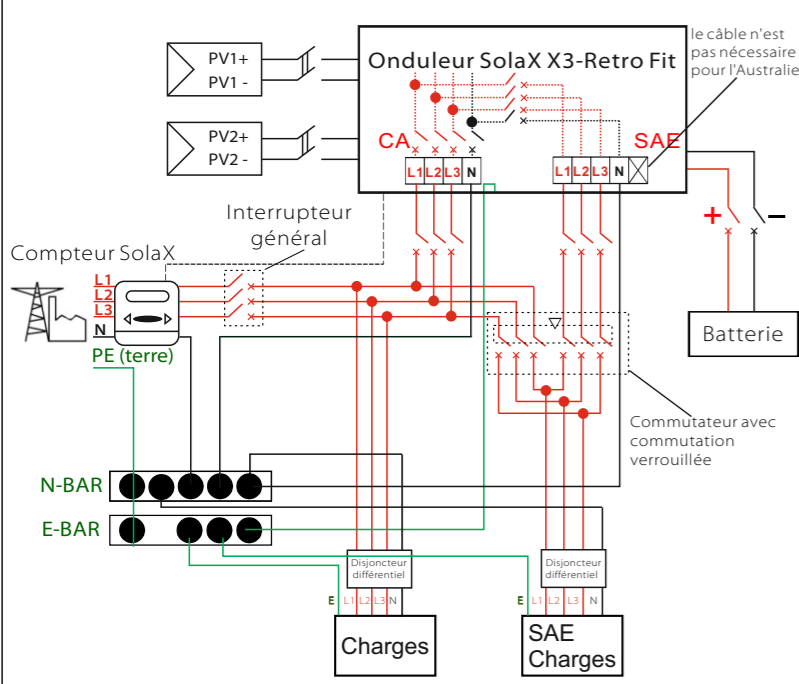 PV1+
PV1 -
PV2+
PV2 -
Onduleur SolaX X3-Retro Fit
le câble n'est
pas nécessaire
pour l'Australie
CA
SAE
L1 L2 L3 N
L1 L2 L3 N
+ −
Batterie
Interrupteur
général
Compteur SolaX
L1
L2
L3
N
PE (terre)
Commutateur avec
commutation
verrouillée
N-BAR
E-BAR
Disjoncteur
différentiel
Disjoncteur
différentiel
E L1 L2 L3 N
E L1 L2 L3 N
Charges
SAE
Charges